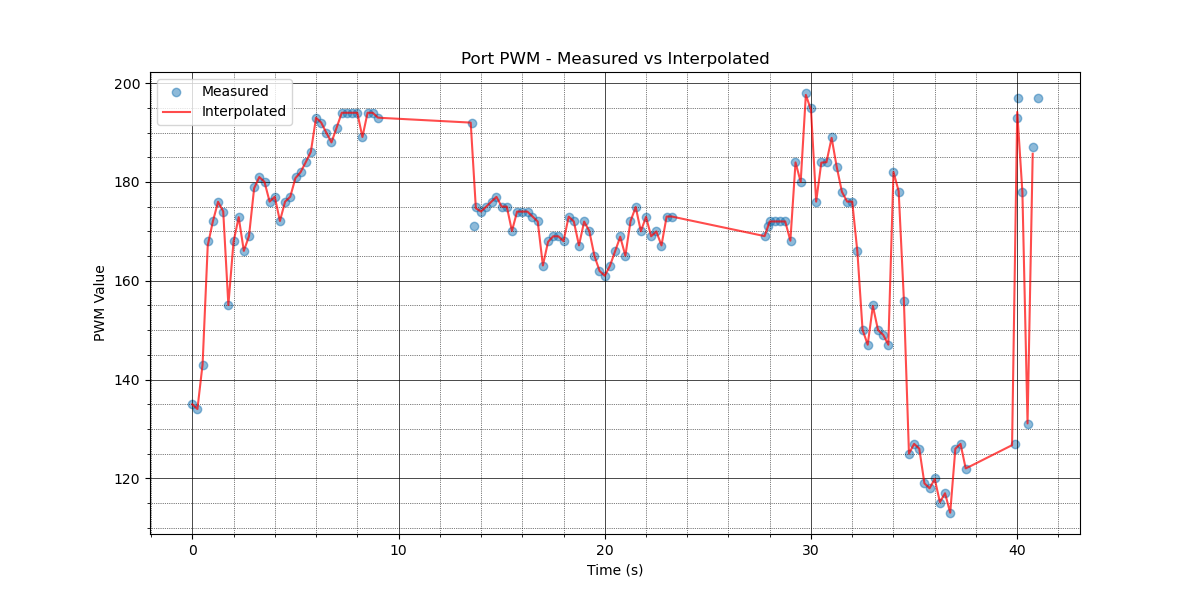 Port PWM - Measured vs Interpolated
Measured
Interpolated
200
180
160
140
120
PWM Value
0 10 20 30 40
Time (s)